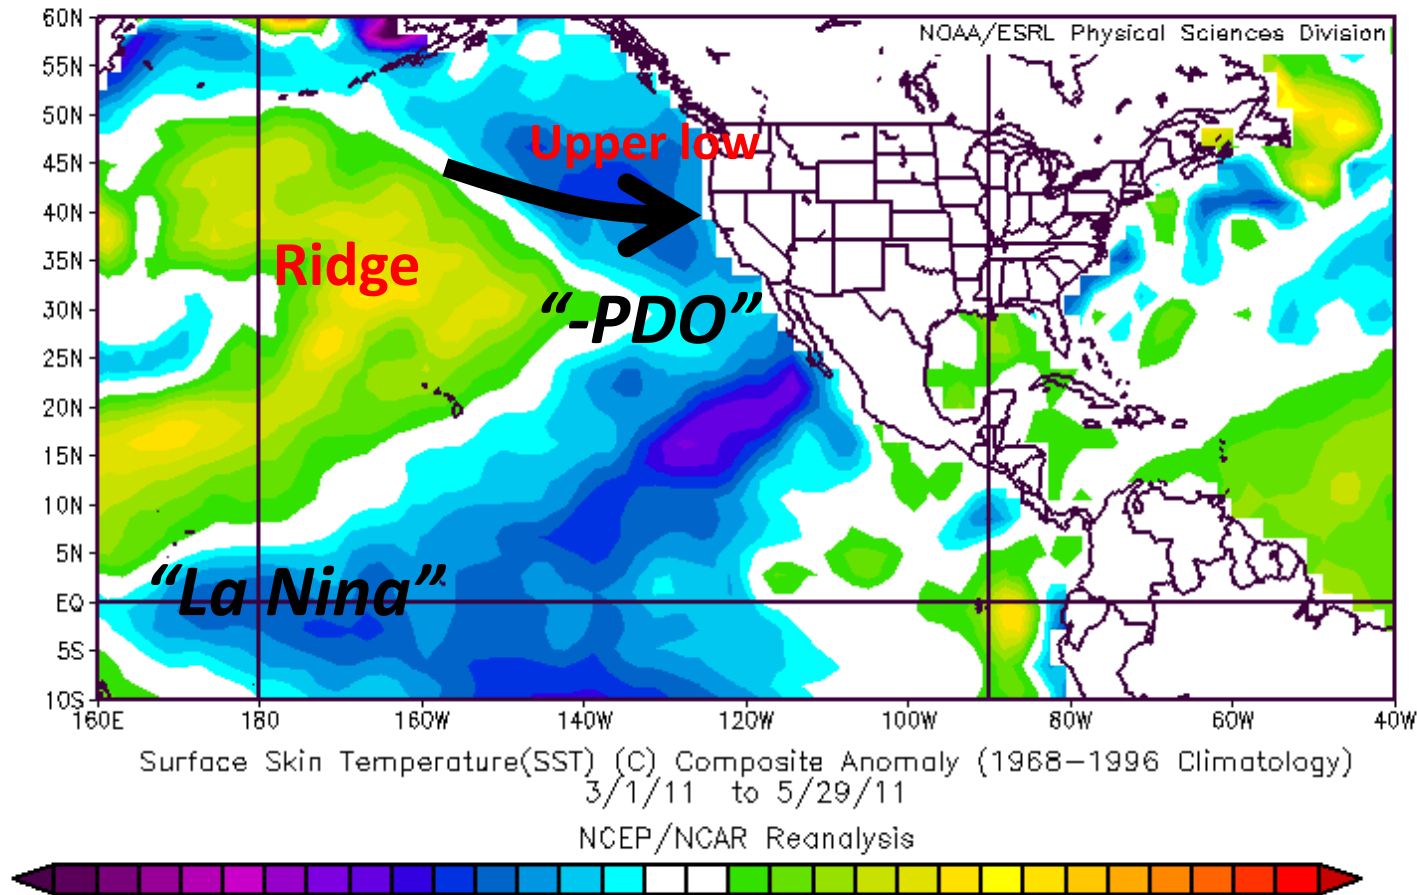 60N
55N
50N
45N
40N
35N
30N
25N
20N
15N
10N
5N
EQ
5S
10S
NOAA/ESRL Physical Sciences Division
Upper low
Ridge
“-PDO”
“La Nina”
160E 180 160W 140W 120W 100W 80W 60W 40W
Surface Skin Temperature(SST) (C) Composite Anomaly (1968-1996 Climatology)
3/1/11 to 5/29/11
NCEP/NCAR Reanalysis